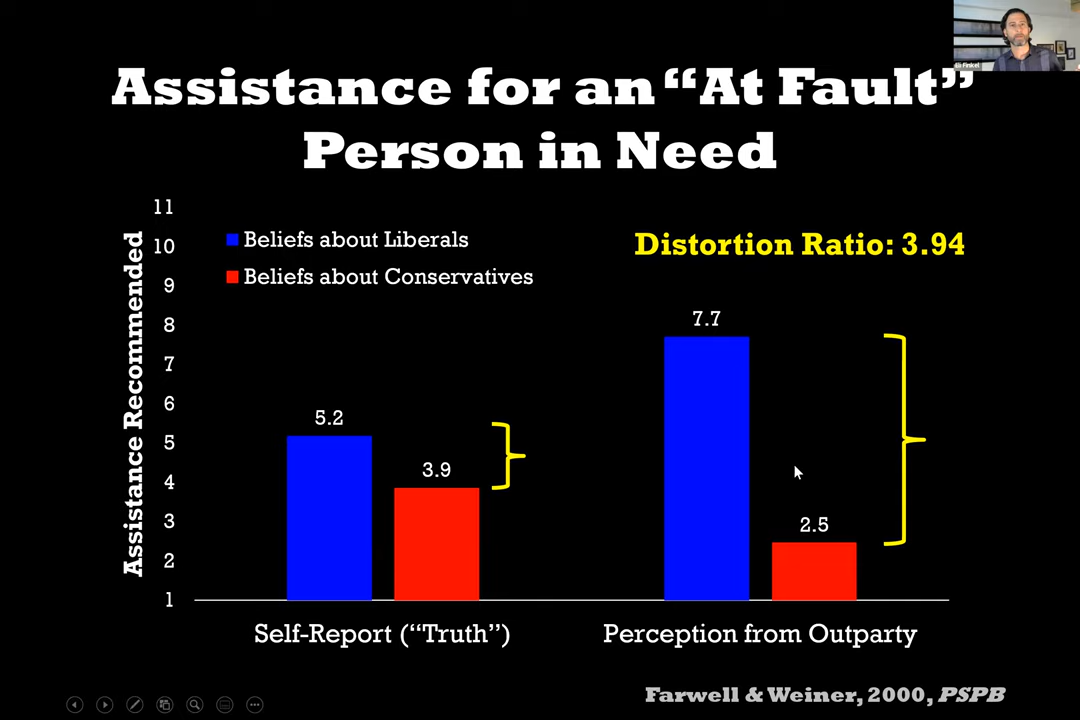 Eli Finkel
Assistance for an “At Fault”
Person in Need
Assistance Recommended
11
10
9
8
7
6
5
4
3
2
1
Beliefs about Liberals
Beliefs about Conservatives
Distortion Ratio: 3.94
5.2
3.9
7.7
2.5
Self-Report (“Truth”)
Perception from Outparty
Farwell & Weiner, 2000, PSPB